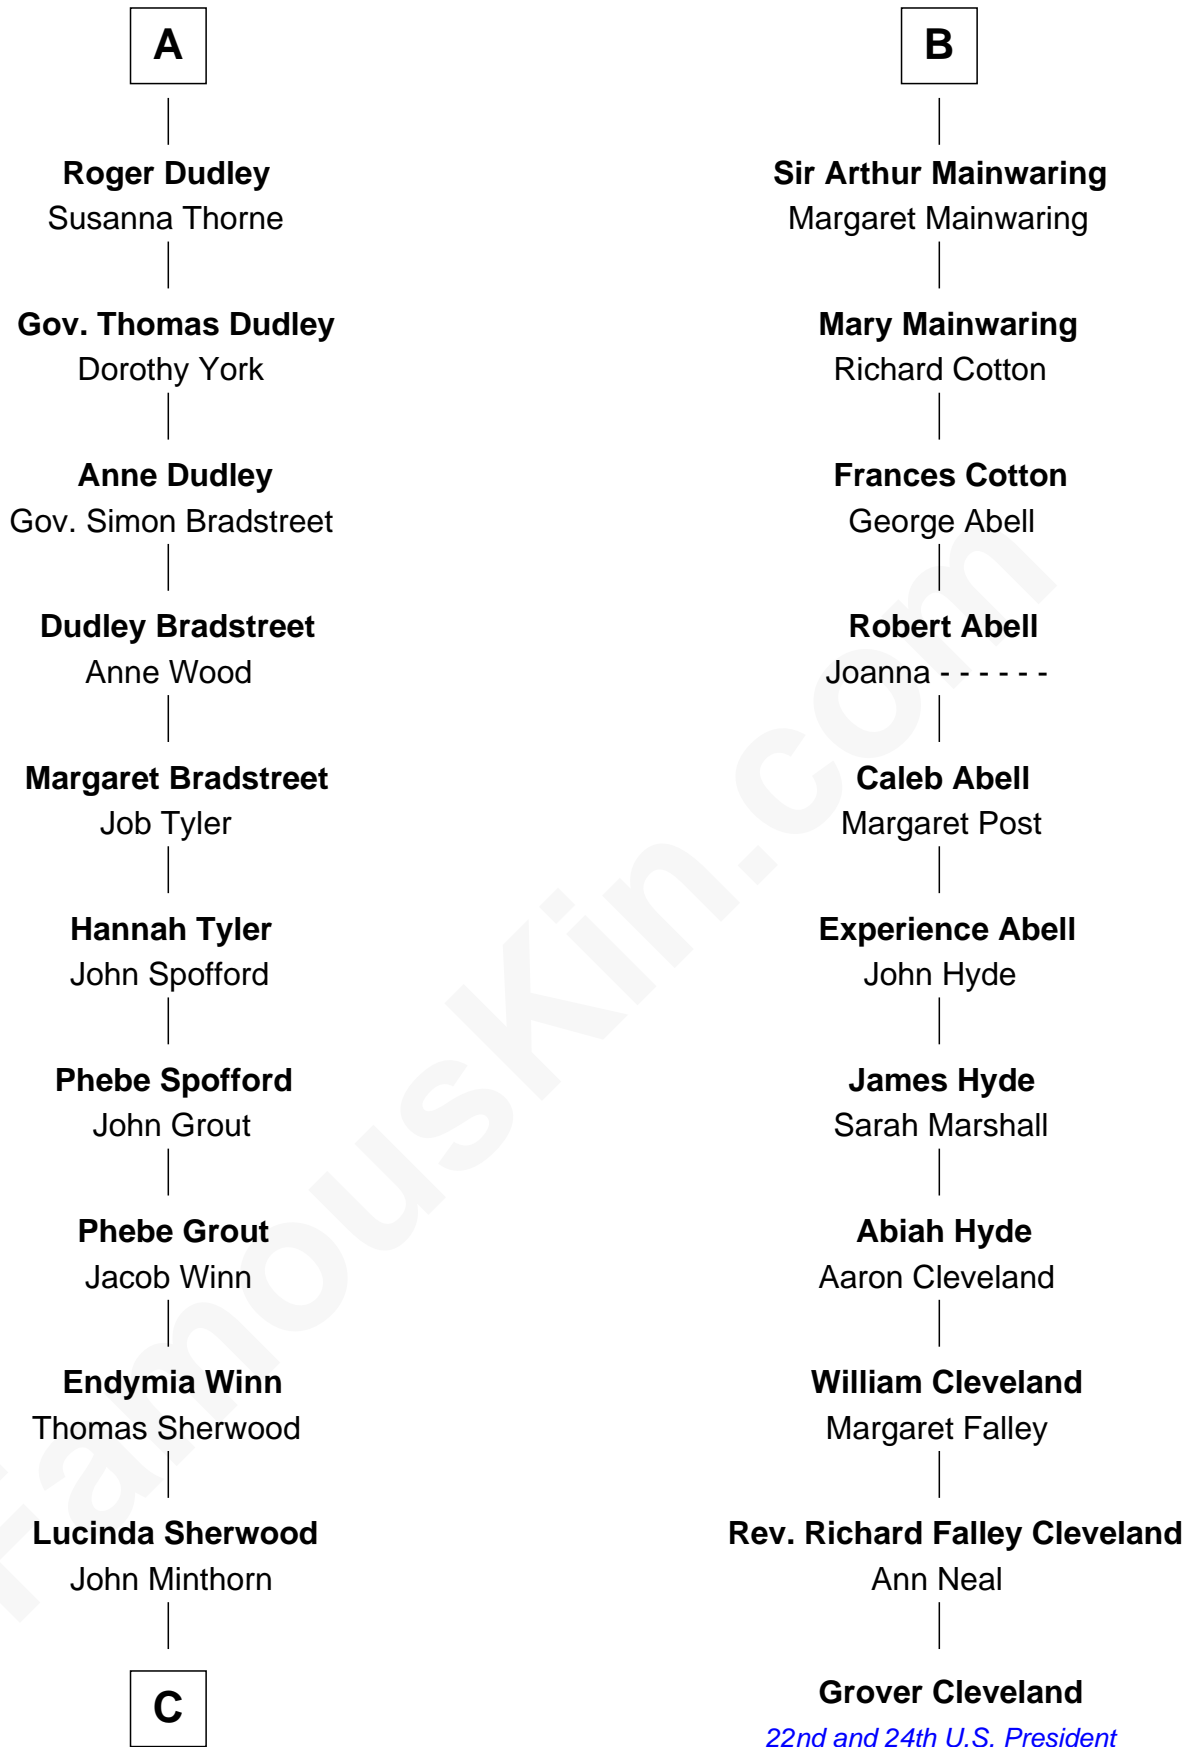 A
Roger Dudley
Susanna Thorne
Gov. Thomas Dudley
Dorothy York
Anne Dudley
Gov. Simon Bradstreet
Dudley Bradstreet
Anne Wood
Margaret Bradstreet
Job Tyler
Hannah Tyler
John Spofford
Phebe Spofford
John Grout
Phebe Grout
Jacob Winn
Endymia Winn
Thomas Sherwood
Lucinda Sherwood
John Minthorn
C
B
Sir Arthur Mainwaring
Margaret Mainwaring
Mary Mainwaring
Richard Cotton
Frances Cotton
George Abell
Robert Abell
Joanna - - - - - -
Caleb Abell
Margaret Post
Experience Abell
John Hyde
James Hyde
Sarah Marshall
Abiah Hyde
Aaron Cleveland
William Cleveland
Margaret Falley
Rev. Richard Falley Cleveland
Ann Neal
Grover Cleveland
22nd and 24th U.S. President
FamousKin.com